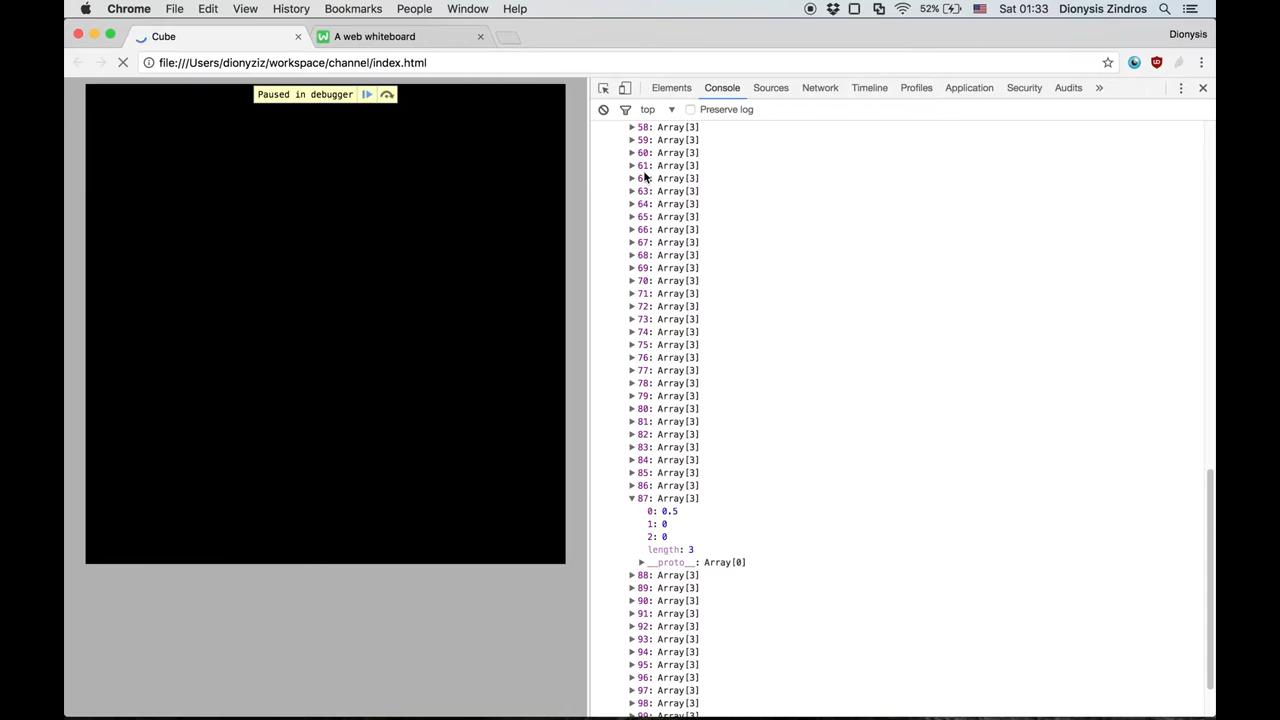 Chrome File Edit View History Bookmarks People Window Help 52% Sat 01:33 Dionysis Zindros
Cube A web whiteboard Dionysis
file:///Users/dionyziz/workspace/channel/index.html
Paused in debugger
Elements Console Sources Network Timeline Profiles Application Security Audits »
top Preserve log
58: Array[3]
59: Array[3]
60: Array[3]
61: Array[3]
Array[3]
63: Array[3]
64: Array[3]
65: Array[3]
66: Array[3]
67: Array[3]
68: Array[3]
69: Array[3]
70: Array[3]
71: Array[3]
72: Array[3]
73: Array[3]
74: Array[3]
75: Array[3]
76: Array[3]
77: Array[3]
78: Array[3]
79: Array[3]
80: Array[3]
81: Array[3]
82: Array[3]
83: Array[3]
84: Array[3]
85: Array[3]
86: Array[3]
87: Array[3]
0: 0.5
1: 0
2: 0
length: 3
__proto__: Array[0]
88: Array[3]
89: Array[3]
90: Array[3]
91: Array[3]
92: Array[3]
93: Array[3]
94: Array[3]
95: Array[3]
96: Array[3]
97: Array[3]
98: Array[3]
99: Array[3]